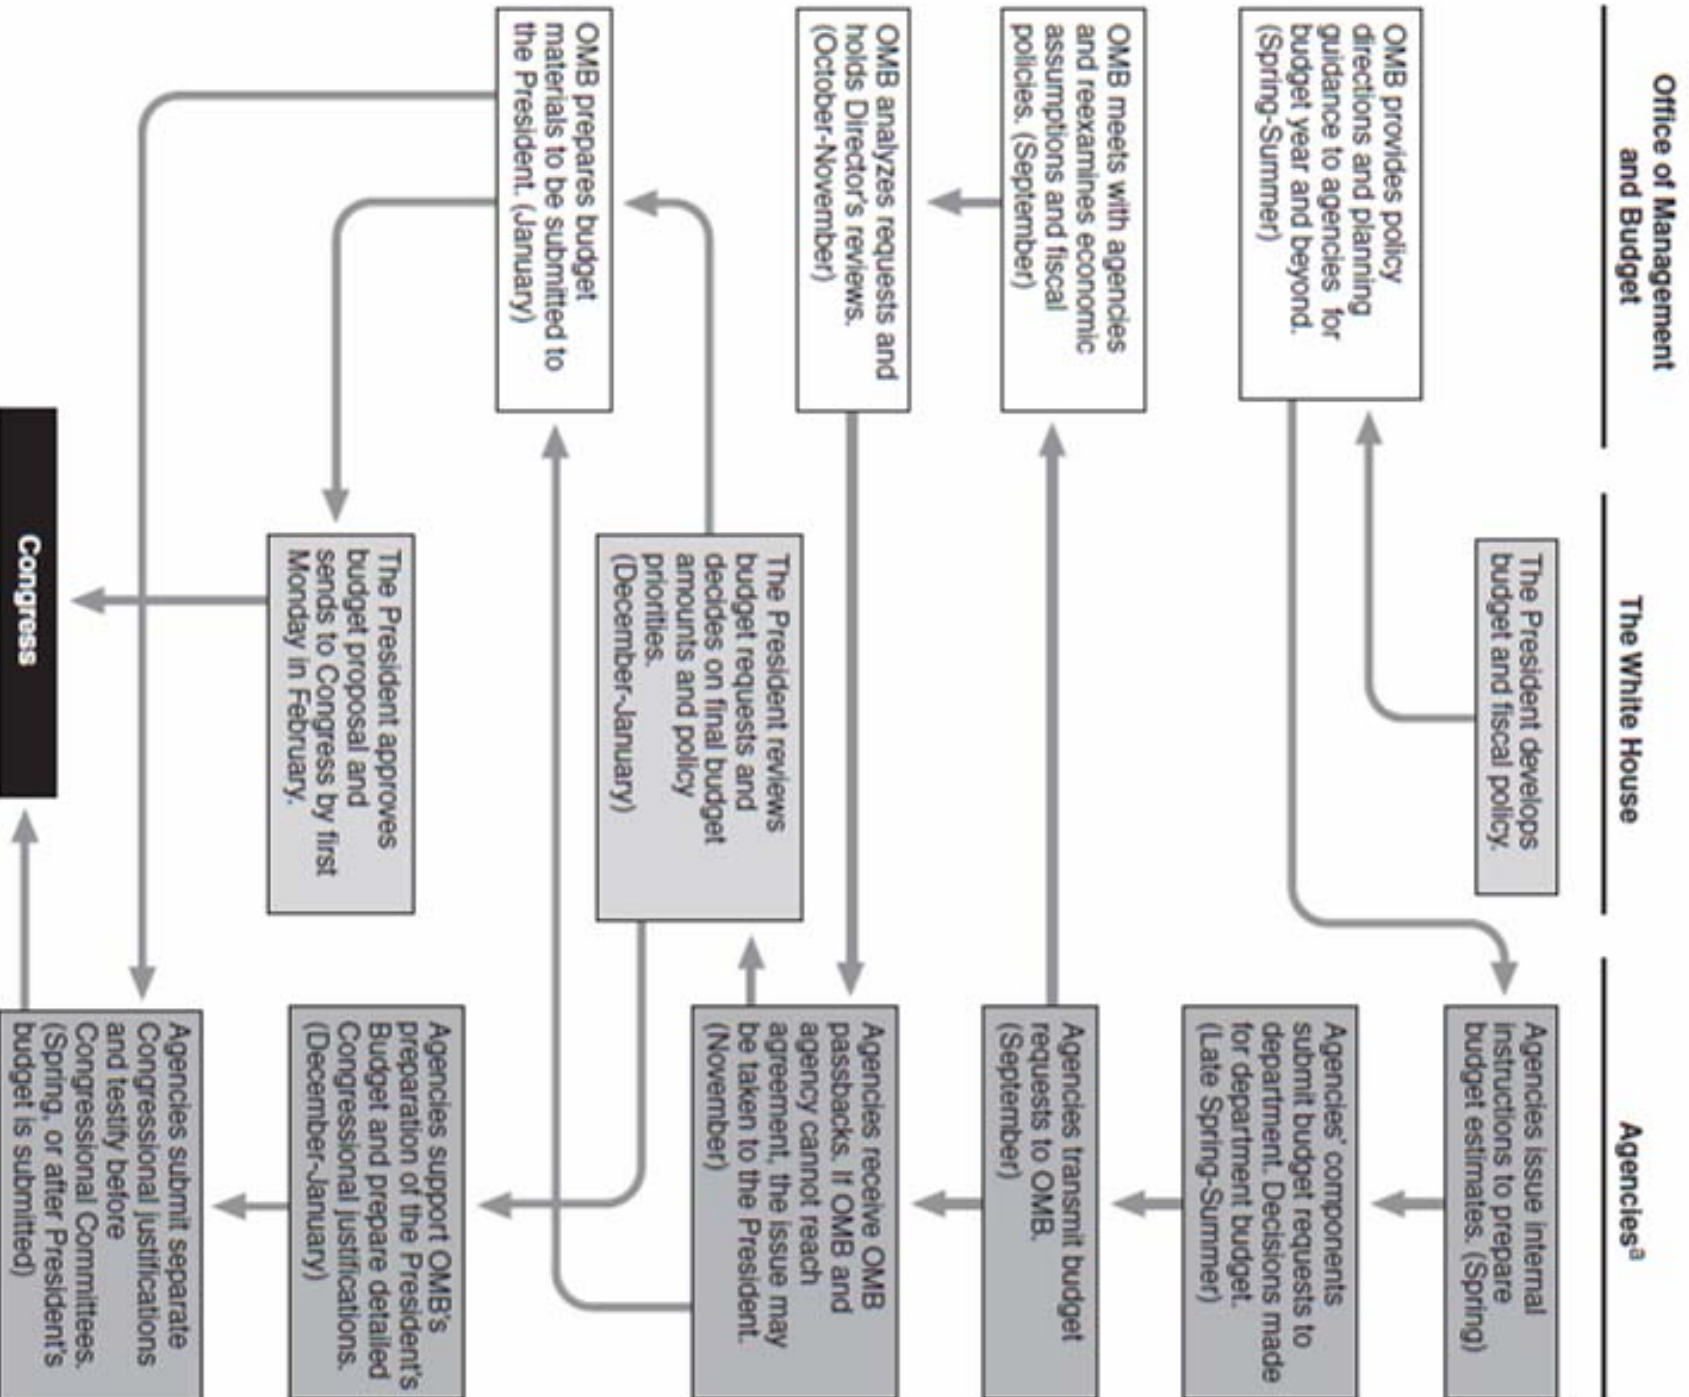 Office of Management
and Budget
The White House
Agenciesª
The President develops
budget and fiscal policy.
OMB provides policy
directions and planning
guidance to agencies for
budget year and beyond.
(Spring-Summer)
Agencies issue internal
instructions to prepare
budget estimates. (Spring)
Agencies' components
submit budget requests to
department. Decisions made
for department budget.
(Late Spring-Summer)
OMB meets with agencies
and reexamines economic
assumptions and fiscal
policies. (September)
Agencies transmit budget
requests to OMB.
(September)
OMB analyzes requests and
holds Director's reviews.
(October-November)
Agencies receive OMB
passbacks. If OMB and
agency cannot reach
agreement, the issue may
be taken to the President.
(November)
The President reviews
budget requests and
decides on final budget
amounts and policy
priorities.
(December-January)
OMB prepares budget
materials to be submitted to
the President. (January)
Agencies support OMB's
preparation of the President's
Budget and prepare detailed
Congressional justifications.
(December-January)
The President approves
budget proposal and
sends to Congress by first
Monday in February.
Agencies submit separate
Congressional justifications
and testify before
Congressional Committees.
(Spring, or after President's
budget is submitted)
Congress